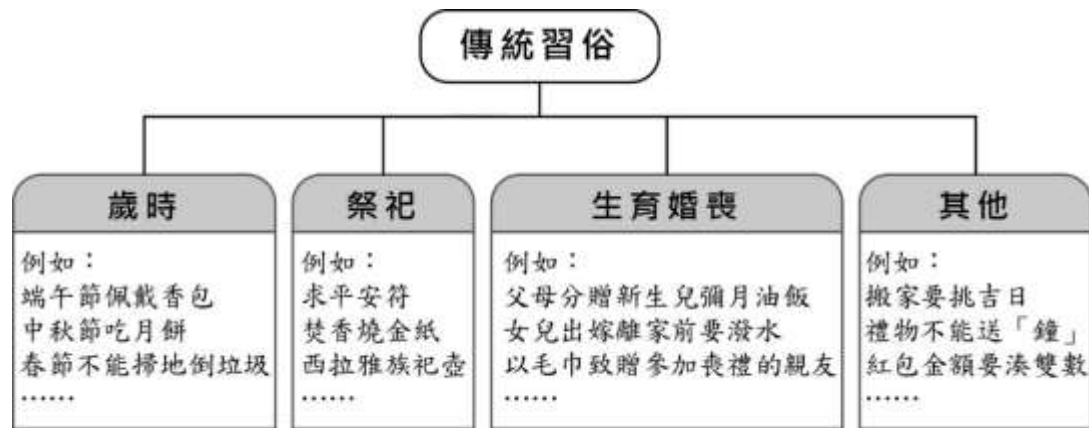 傳統習俗
歲時
例如：
端午節佩戴香包
中秋節吃月餅
春節不能掃地倒垃圾
……
祭祀
例如：
求平安符
焚香燒金紙
西拉雅族祀壺
……
生育婚喪
例如：
父母分贈新生兒彌月油飯
女兒出嫁離家前要潑水
以毛巾致贈參加喪禮的親友
……
其他
例如：
搬家要挑吉日
禮物不能送「鐘」
紅包金額要湊雙數
……